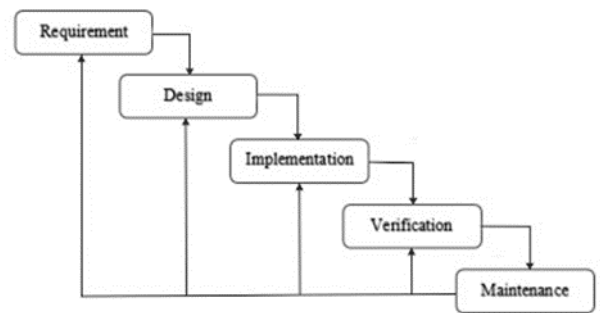 Requirement
Design
Implementation
Verification
Maintenance